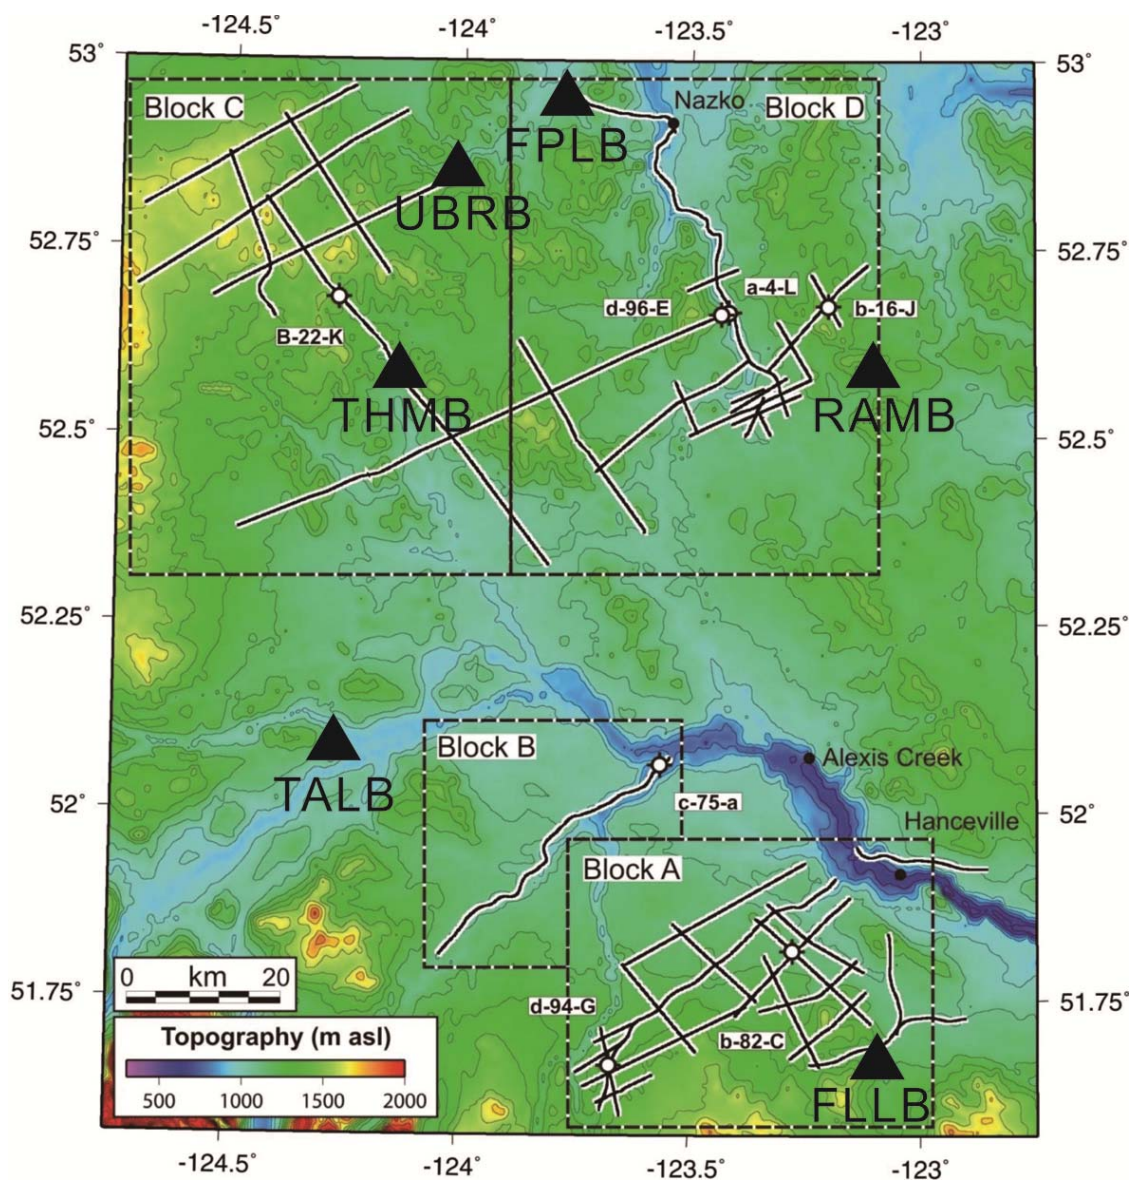 -124.5° -124° -123.5° -123°
53° 53°
Block C
Nazko
Block D
FPLB
UBRB
52.75° 52.75°
a-4-L
d-96-E
b-16-J
B-22-K
THMB
RAMB
52.5° 52.5°
52.25° 52.25°
Block B
Alexis Creek
TALB
c-75-a
52° 52°
Hanceville
Block A
km
0 20
51.75° 51.75°
d-94-G
Topography (m asl)
b-82-C
500 1000 1500 2000
FLLB
-124.5° -124° -123.5° -123°